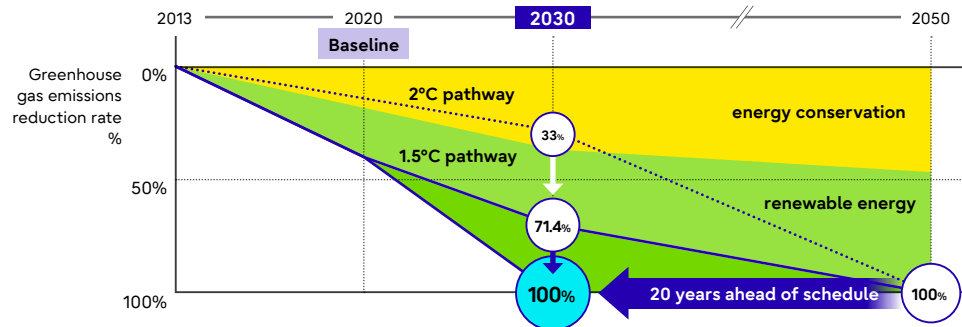 2013
2020
2030
2050
Baseline
Greenhouse
gas emissions
reduction rate
%
0%
50%
100%
2°C pathway
energy conservation
33%
1.5°C pathway
renewable energy
71.4%
100%
20 years ahead of schedule
100%